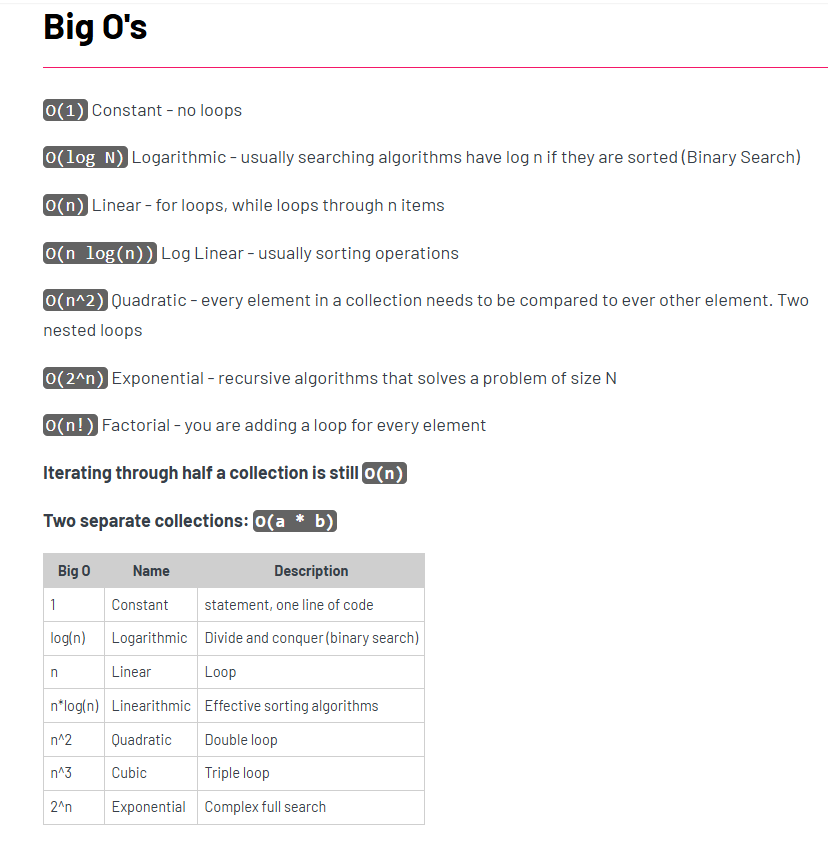 Big O's
O(1) Constant - no loops
O(log N) Logarithmic - usually searching algorithms have log n if they are sorted (Binary Search)
O(n) Linear - for loops, while loops through n items
O(n log(n)) Log Linear - usually sorting operations
O(n^2) Quadratic - every element in a collection needs to be compared to ever other element. Two
nested loops
O(2^n) Exponential - recursive algorithms that solves a problem of size N
O(n!) Factorial - you are adding a loop for every element
Iterating through half a collection is still O(n)
Two separate collections: O(a * b)
Big O Name Description
1 Constant statement, one line of code
log(n) Logarithmic Divide and conquer (binary search)
n Linear Loop
n*log(n) Linearithmic Effective sorting algorithms
n^2 Quadratic Double loop
n^3 Cubic Triple loop
2^n Exponential Complex full search